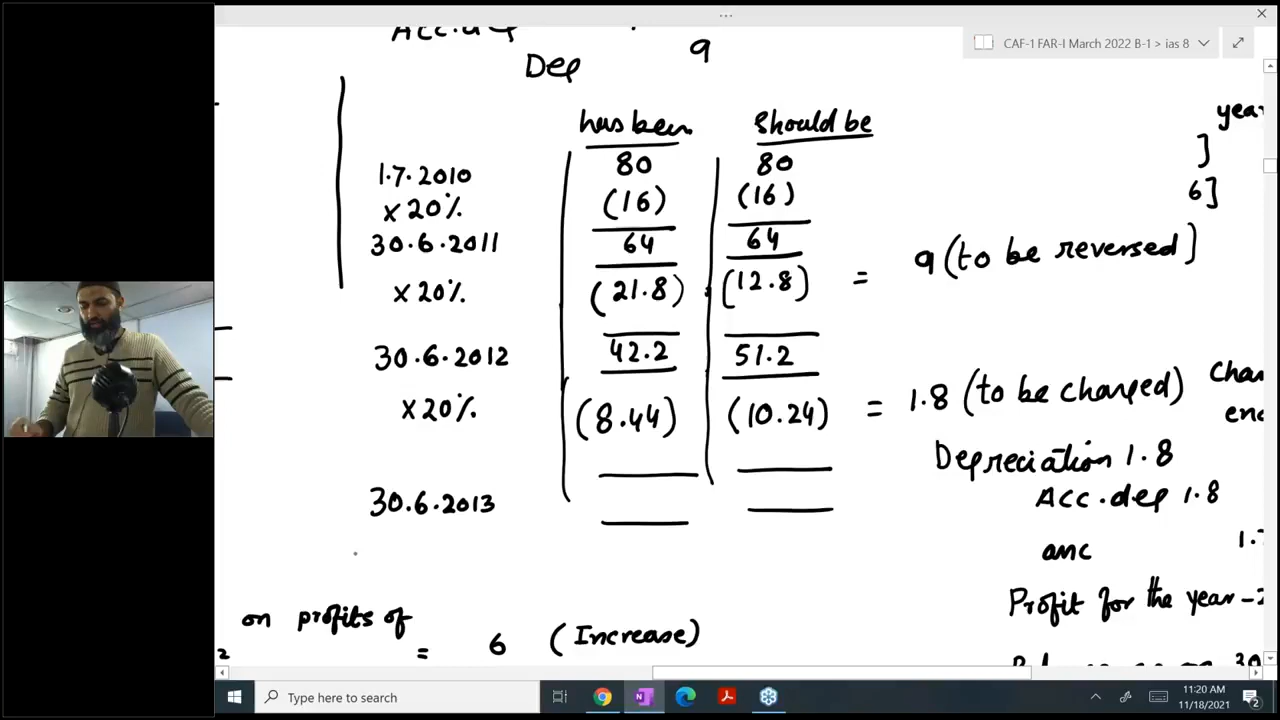 Acc.dep
Dep 9
CAF-1 FAR-I March 2022 B-1 > ias 8
has been should be
1.7.2010 80 80
x 20% (16) (16)
30.6.2011 64 64
x 20% (21.8) (12.8) = 9 (to be reversed)
6]
30.6.2012 42.2 51.2
x 20% (8.44) (10.24) = 1.8 (to be charged)
Depreciation 1.8
Acc.dep 1.8
30.6.2013
anc
Profit for the year -
on profits of
= 6 (Increase)
Type here to search
11:20 AM
11/18/2021
2